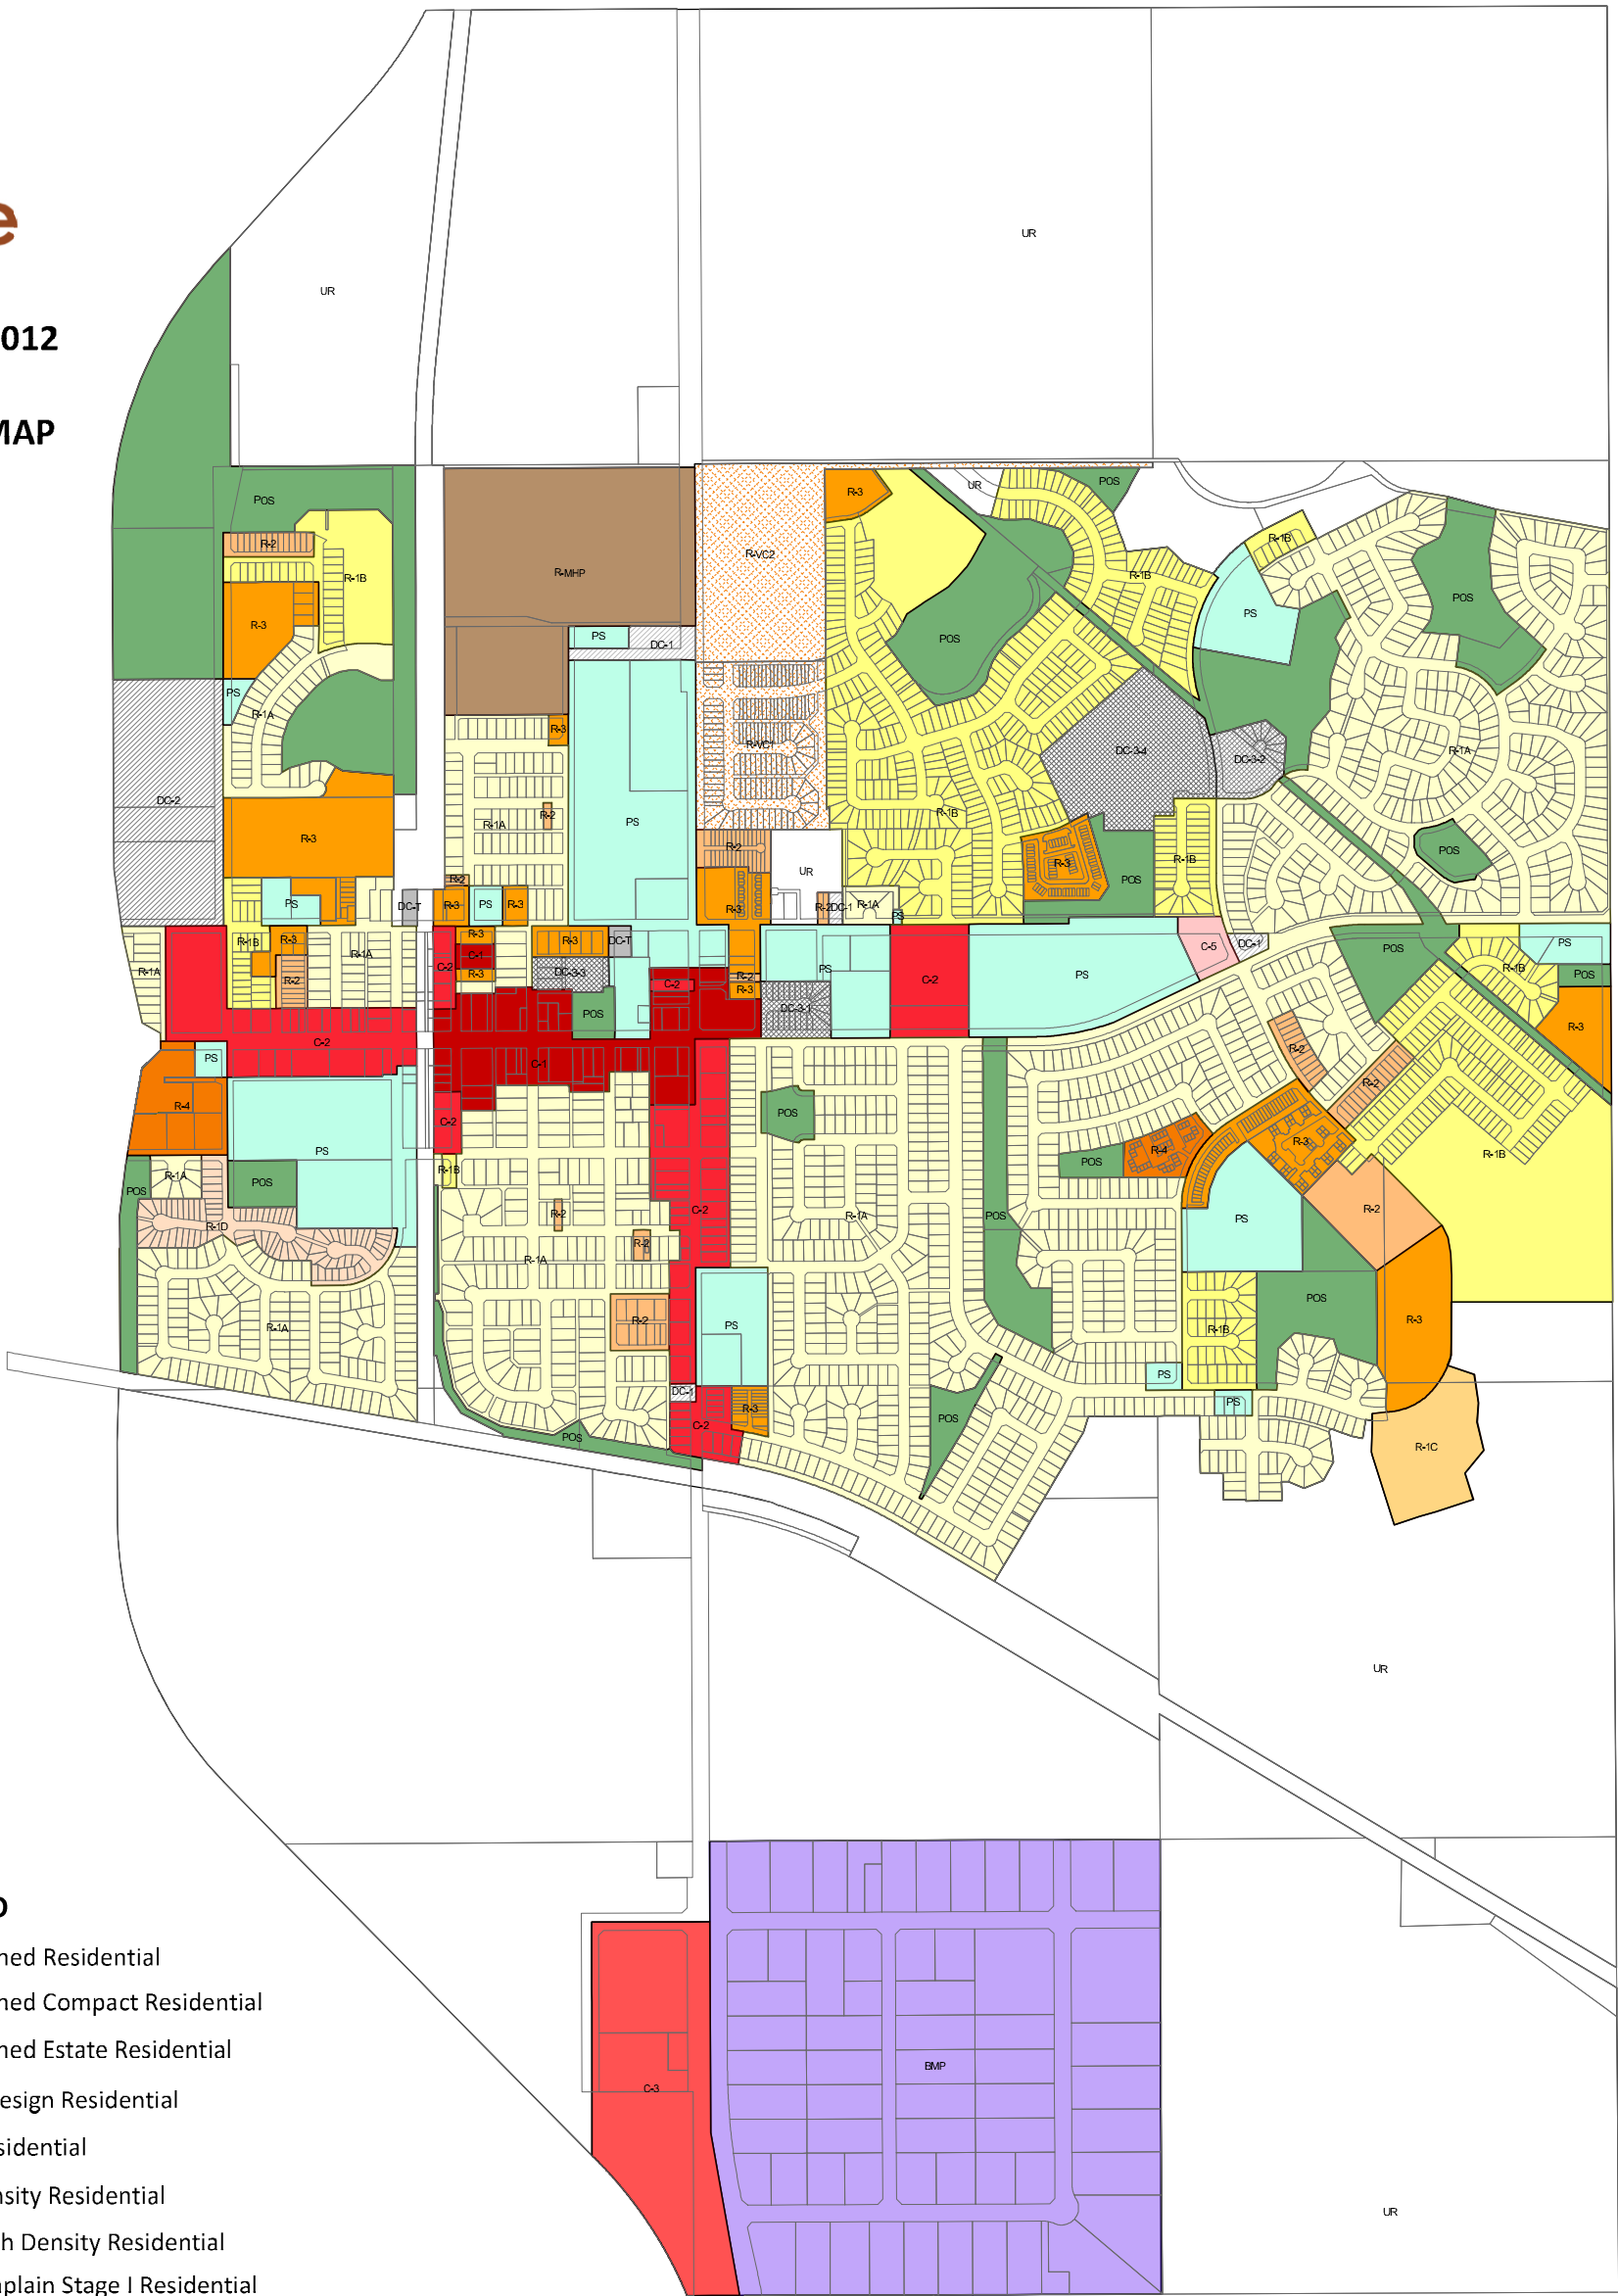 e
012
MAP
UR
UR
POS
R-2
R-1B
R-3
PS
R-1A
DC-2
R-3
PS
R-MHP
PS
DC-1
R-3
R-1A
R-2
PS
R-VC2
R-VC1
R-3
UR
POS
R-1B
R-1B
POS
PS
POS
R-1A
DC-3-4
DC-3-2
R-1B
R-3
POS
R-1B
POS
R-2
UR
R-3
R-2
DC-1
R-1A
PS
R-2
DC-T
R-3
PS
R-3
R-1A
R-1B
R-3
R-2
R-1A
C-2
R-3
C-1
R-3
R-3
DC-T
DC-3-3
POS
C-2
R-2
R-3
DC-3-1
PS
C-2
PS
C-5
DC-1
POS
R-1B
PS
POS
R-3
C-2
PS
R-4
C-1
C-2
PS
R-1B
POS
R-1A
POS
R-1D
R-1A
R-2
R-2
R-1A
R-2
C-2
POS
R-1A
PS
DC-1
C-2
R-3
POS
POS
POS
POS
R-4
R-2
R-2
R-3
R-1B
PS
R-2
R-1B
POS
R-3
PS
PS
R-1C
UR
C-3
BMP
UR
D
ned Residential
ned Compact Residential
ned Estate Residential
esign Residential
sidential
nsity Residential
h Density Residential
aplain Stage I Residential